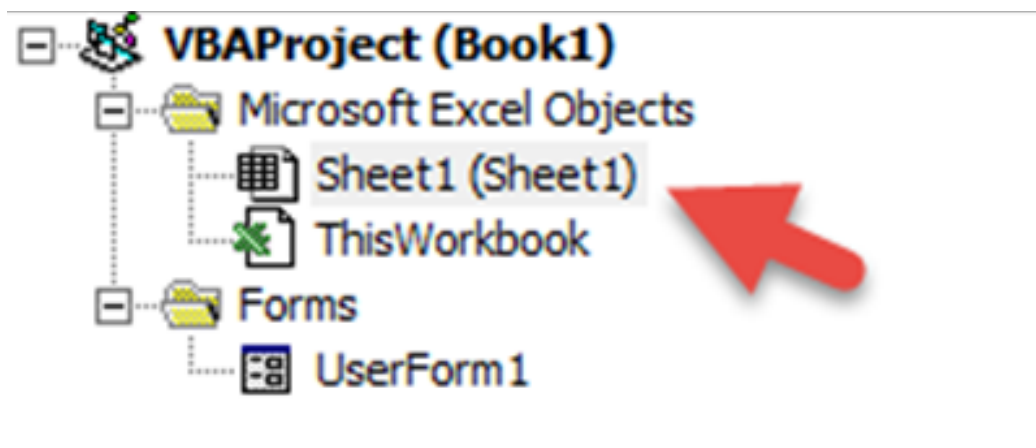 VBAProject (Book1)
Microsoft Excel Objects
Sheet1 (Sheet1)
ThisWorkbook
Forms
UserForm1